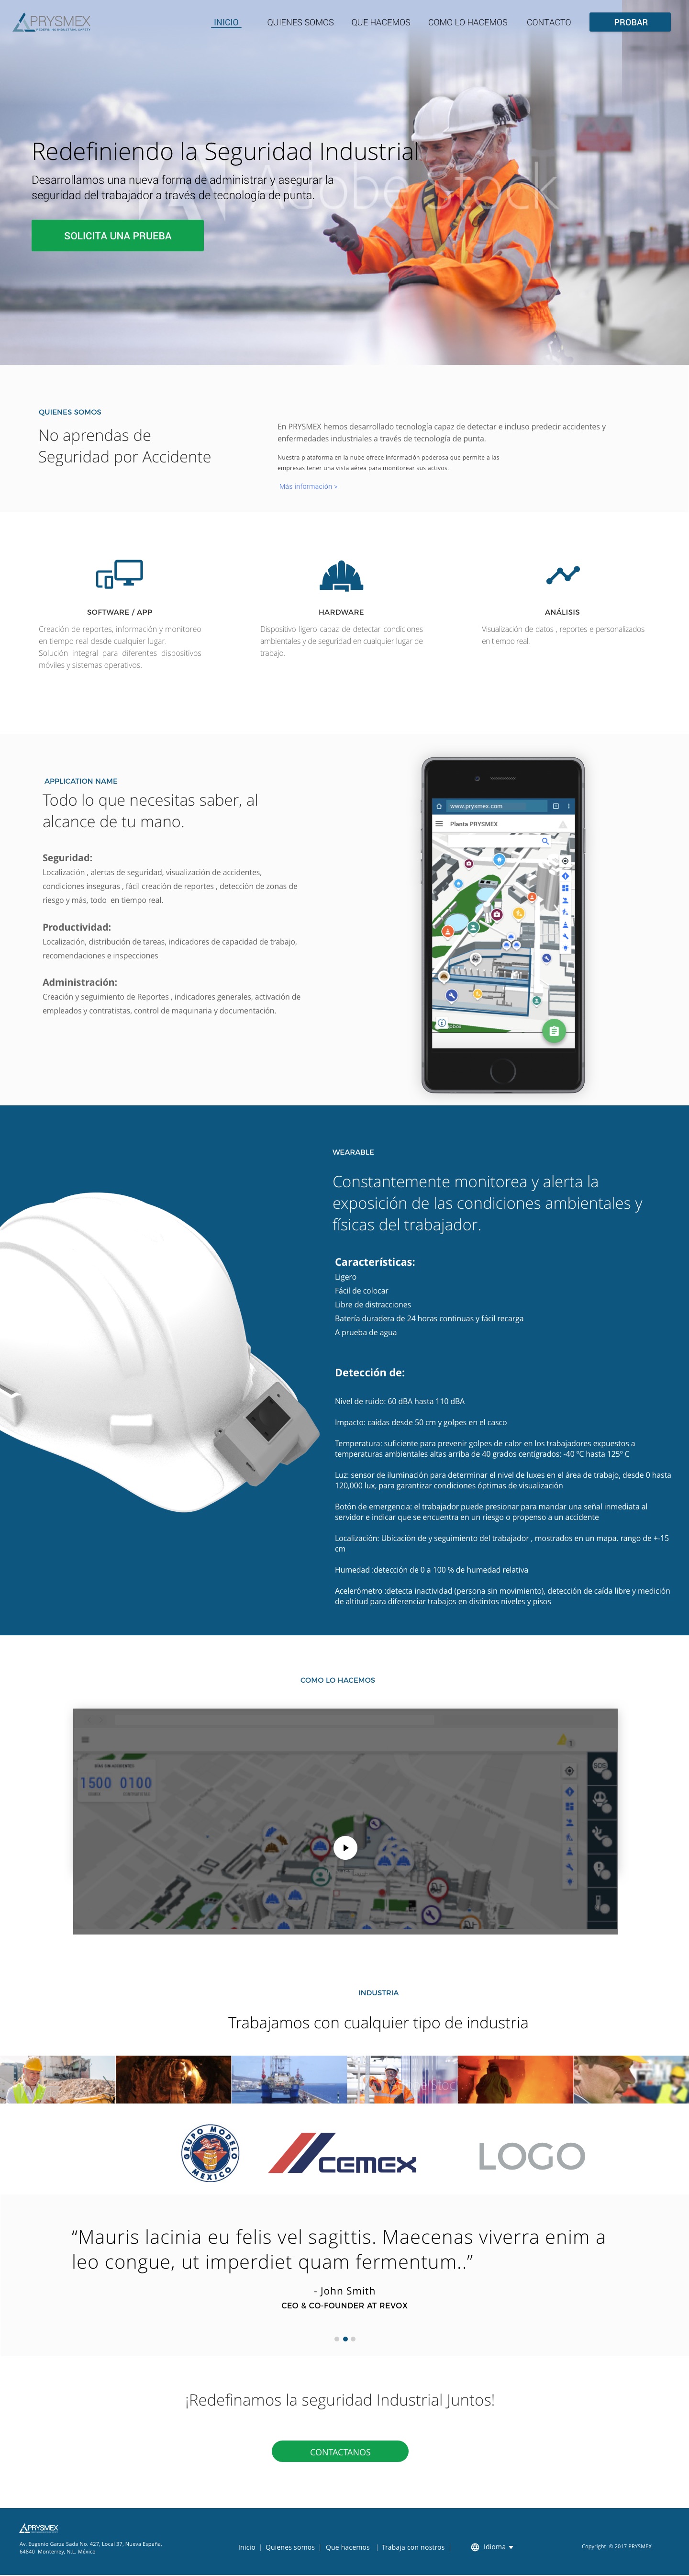 PRYSMEX
REDEFINING INDUSTRIAL SAFETY
INICIO
QUIENES SOMOS
QUE HACEMOS
COMO LO HACEMOS
CONTACTO
PROBAR
Redefiniendo la Seguridad Industrial
Desarrollamos una nueva forma de administrar y asegurar la
seguridad del trabajador a través de tecnología de punta.
Adobe Stock
SOLICITA UNA PRUEBA
QUIENES SOMOS
No aprendas de
Seguridad por Accidente
En PRYSMEX hemos desarrollado tecnología capaz de detectar e incluso predecir accidentes y
enfermedades industriales a través de tecnología de punta.
Nuestra plataforma en la nube ofrece información poderosa que permite a las
empresas tener una vista aérea para monitorear sus activos.
Más información >
SOFTWARE / APP
Creación de reportes, información y monitoreo
en tiempo real desde cualquier lugar.
Solución integral para diferentes dispositivos
móviles y sistemas operativos.
HARDWARE
Dispositivo ligero capaz de detectar condiciones
ambientales y de seguridad en cualquier lugar de
trabajo.
ANÁLISIS
Visualización de datos , reportes e personalizados
en tiempo real.
APPLICATION NAME
Todo lo que necesitas saber, al
alcance de tu mano.
Seguridad:
Localización , alertas de seguridad, visualización de accidentes,
condiciones inseguras , fácil creación de reportes , detección de zonas de
riesgo y más, todo en tiempo real.
Productividad:
Localización, distribución de tareas, indicadores de capacidad de trabajo,
recomendaciones e inspecciones
Administración:
Creación y seguimiento de Reportes , indicadores generales, activación de
empleados y contratistas, control de maquinaria y documentación.
www.prysmex.com
Planta PRYSMEX
WEARABLE
Constantemente monitorea y alerta la
exposición de las condiciones ambientales y
físicas del trabajador.
Características:
Ligero
Fácil de colocar
Libre de distracciones
Batería duradera de 24 horas continuas y fácil recarga
A prueba de agua
Detección de:
Nivel de ruido: 60 dBA hasta 110 dBA
Impacto: caídas desde 50 cm y golpes en el casco
Temperatura: suficiente para prevenir golpes de calor en los trabajadores expuestos a
temperaturas ambientales altas arriba de 40 grados centígrados; -40 ºC hasta 125º C
Luz: sensor de iluminación para determinar el nivel de luxes en el área de trabajo, desde 0 hasta
120,000 lux, para garantizar condiciones óptimas de visualización
Botón de emergencia: el trabajador puede presionar para mandar una señal inmediata al
servidor e indicar que se encuentra en un riesgo o propenso a un accidente
Localización: Ubicación de y seguimiento del trabajador , mostrados en un mapa. rango de +-15
cm
Humedad :detección de 0 a 100 % de humedad relativa
Acelerómetro :detecta inactividad (persona sin movimiento), detección de caída libre y medición
de altitud para diferenciar trabajos en distintos niveles y pisos
COMO LO HACEMOS
1500 0100
SOS
INDUSTRIA
Trabajamos con cualquier tipo de industria
GRUPO MODELO
MEXICO
CEMEX
LOGO
“Mauris lacinia eu felis vel sagittis. Maecenas viverra enim a
leo congue, ut imperdiet quam fermentum..”
- John Smith
CEO & CO-FOUNDER AT REVOX
¡Redefinamos la seguridad Industrial Juntos!
CONTACTANOS
PRYSMEX
Av. Eugenio Garza Sada No. 427, Local 37, Nueva España,
64840 Monterrey, N.L. México
Inicio | Quienes somos | Que hacemos | Trabaja con nostros |
Idioma
Copyright © 2017 PRYSMEX